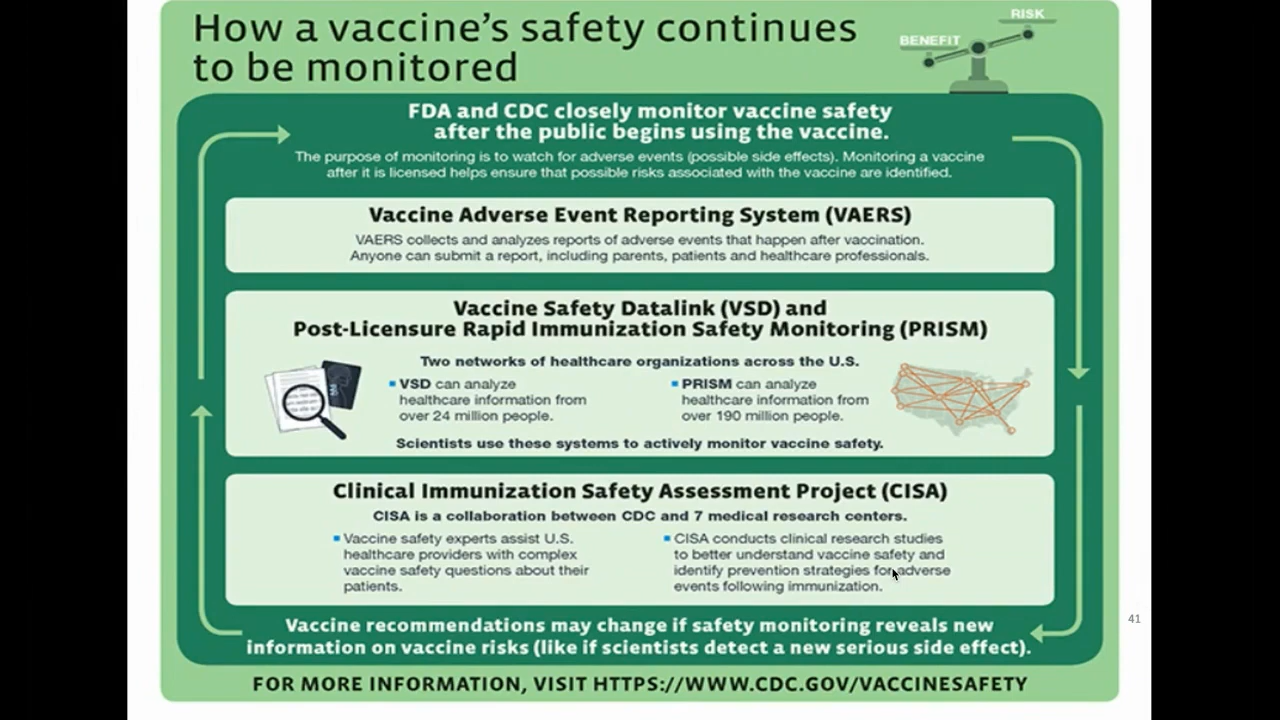 How a vaccine's safety continues
to be monitored
RISK
BENEFIT
FDA and CDC closely monitor vaccine safety
after the public begins using the vaccine.
The purpose of monitoring is to watch for adverse events (possible side effects). Monitoring a vaccine
after it is licensed helps ensure that possible risks associated with the vaccine are identified.
Vaccine Adverse Event Reporting System (VAERS)
VAERS collects and analyzes reports of adverse events that happen after vaccination.
Anyone can submit a report, including parents, patients and healthcare professionals.
Vaccine Safety Datalink (VSD) and
Post-Licensure Rapid Immunization Safety Monitoring (PRISM)
Two networks of healthcare organizations across the U.S.
VSD can analyze
healthcare information from
over 24 million people.
PRISM can analyze
healthcare information from
over 190 million people.
Scientists use these systems to actively monitor vaccine safety.
Clinical Immunization Safety Assessment Project (CISA)
CISA is a collaboration between CDC and 7 medical research centers.
Vaccine safety experts assist U.S.
healthcare providers with complex
vaccine safety questions about their
patients.
CISA conducts clinical research studies
to better understand vaccine safety and
identify prevention strategies for adverse
events following immunization.
Vaccine recommendations may change if safety monitoring reveals new
information on vaccine risks (like if scientists detect a new serious side effect).
FOR MORE INFORMATION, VISIT HTTPS://WWW.CDC.GOV/VACCINESAFETY
41